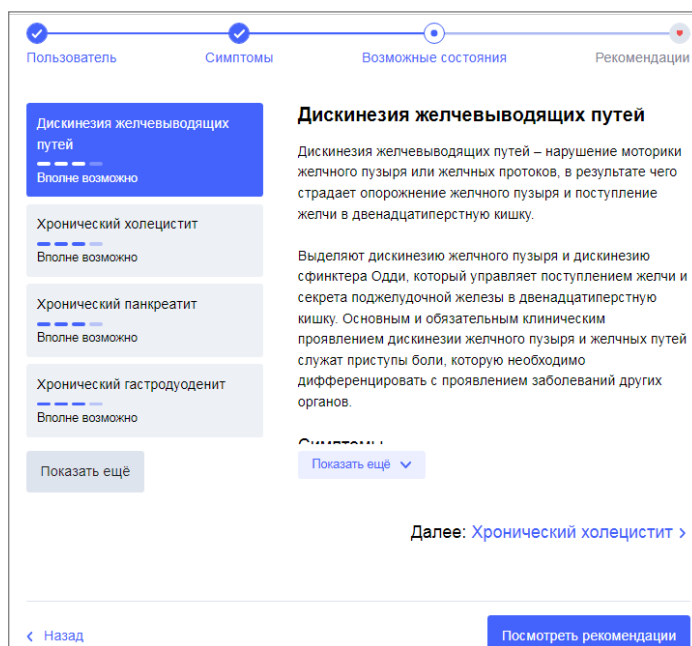 Пользователь
Симптомы
Возможные состояния
Рекомендации
Дискинезия желчевыводящих
путей
Вполне возможно
Хронический холецистит
Вполне возможно
Хронический панкреатит
Вполне возможно
Хронический гастродуоденит
Вполне возможно
Показать ещё
Дискинезия желчевыводящих путей
Дискинезия желчевыводящих путей – нарушение моторики
желчного пузыря или желчных протоков, в результате чего
страдает опорожнение желчного пузыря и поступление
желчи в двенадцатиперстную кишку.
Выделяют дискинезию желчного пузыря и дискинезию
сфинктера Одди, который управляет поступлением желчи и
секрета поджелудочной железы в двенадцатиперстную
кишку. Основным и обязательным клиническим
проявлением дискинезии желчного пузыря и желчных путей
служат приступы боли, которую необходимо
дифференцировать с проявлением заболеваний других
органов.
Симптомы
Показать ещё
Далее: Хронический холецистит >
< Назад
Посмотреть рекомендации